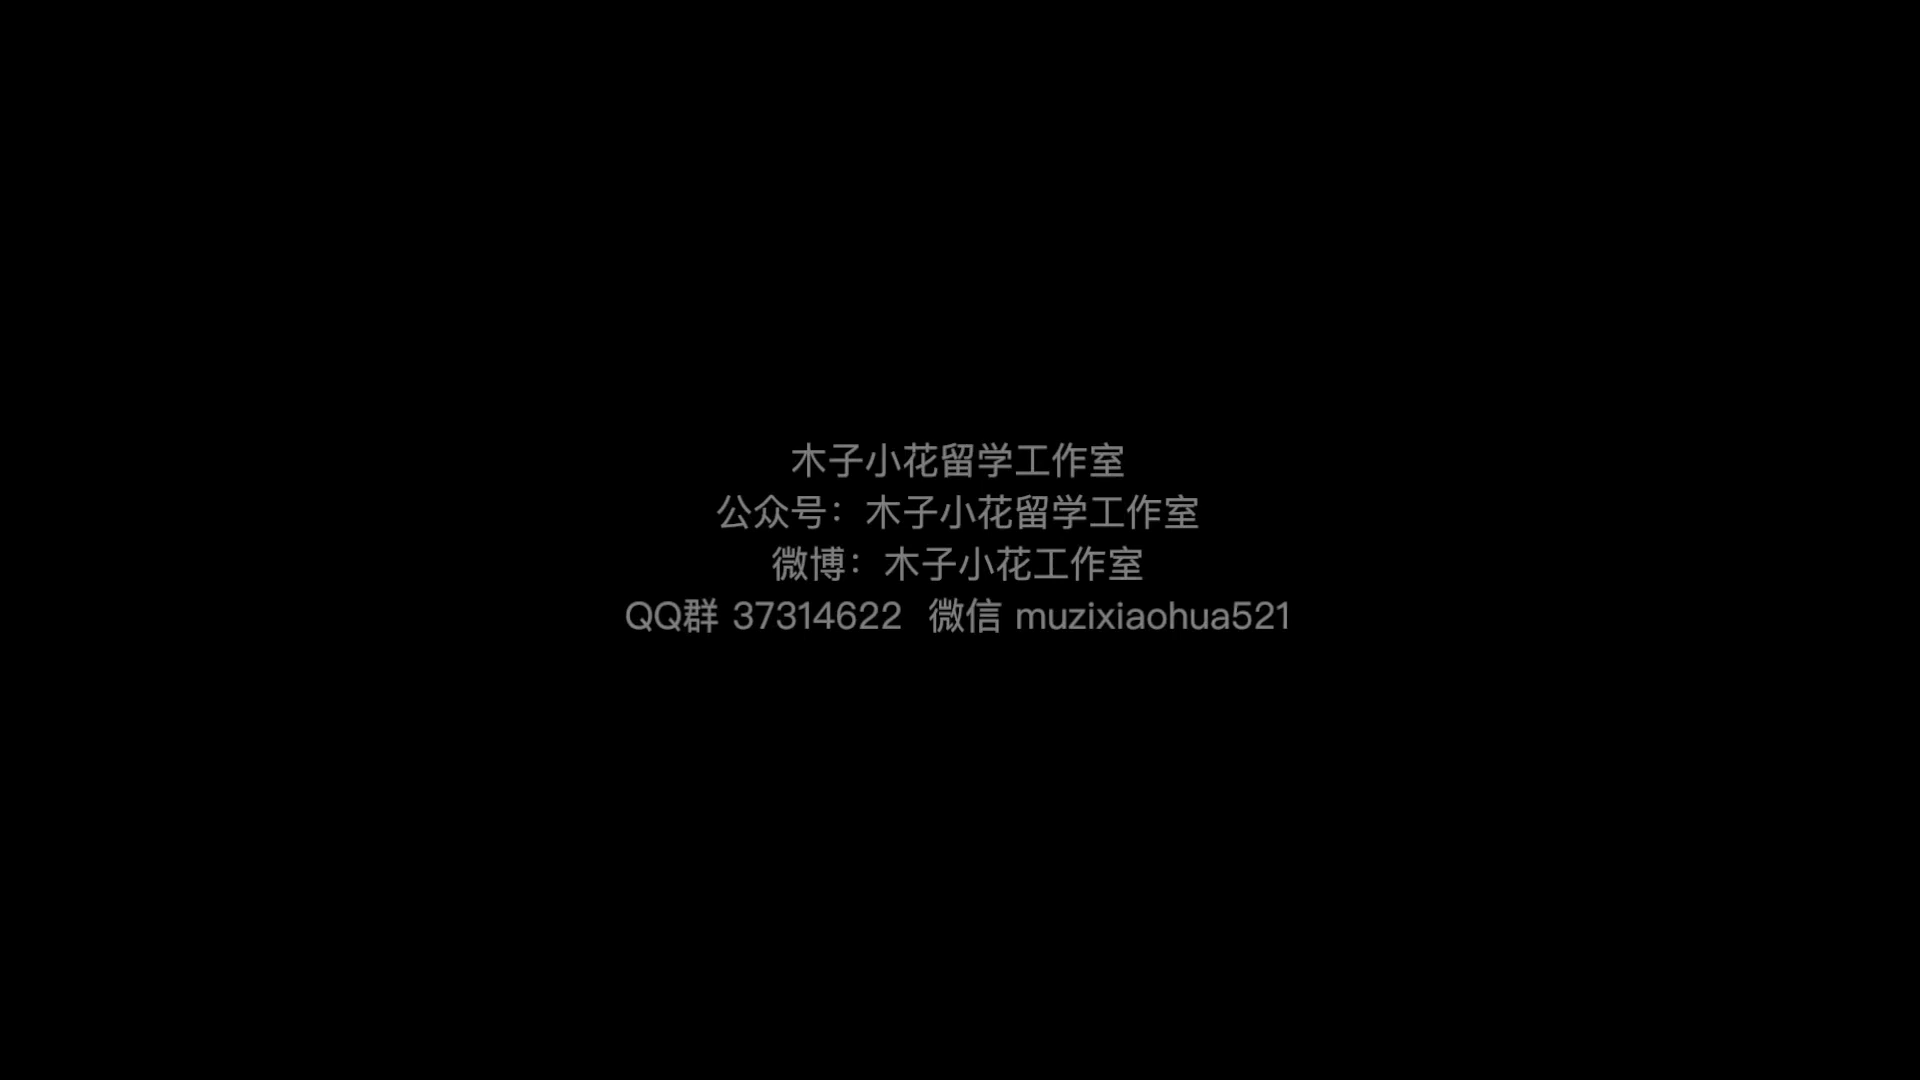 木子小花留学工作室
公众号：木子小花留学工作室
微博：木子小花工作室
QQ群 37314622  微信 muzixiaohua521